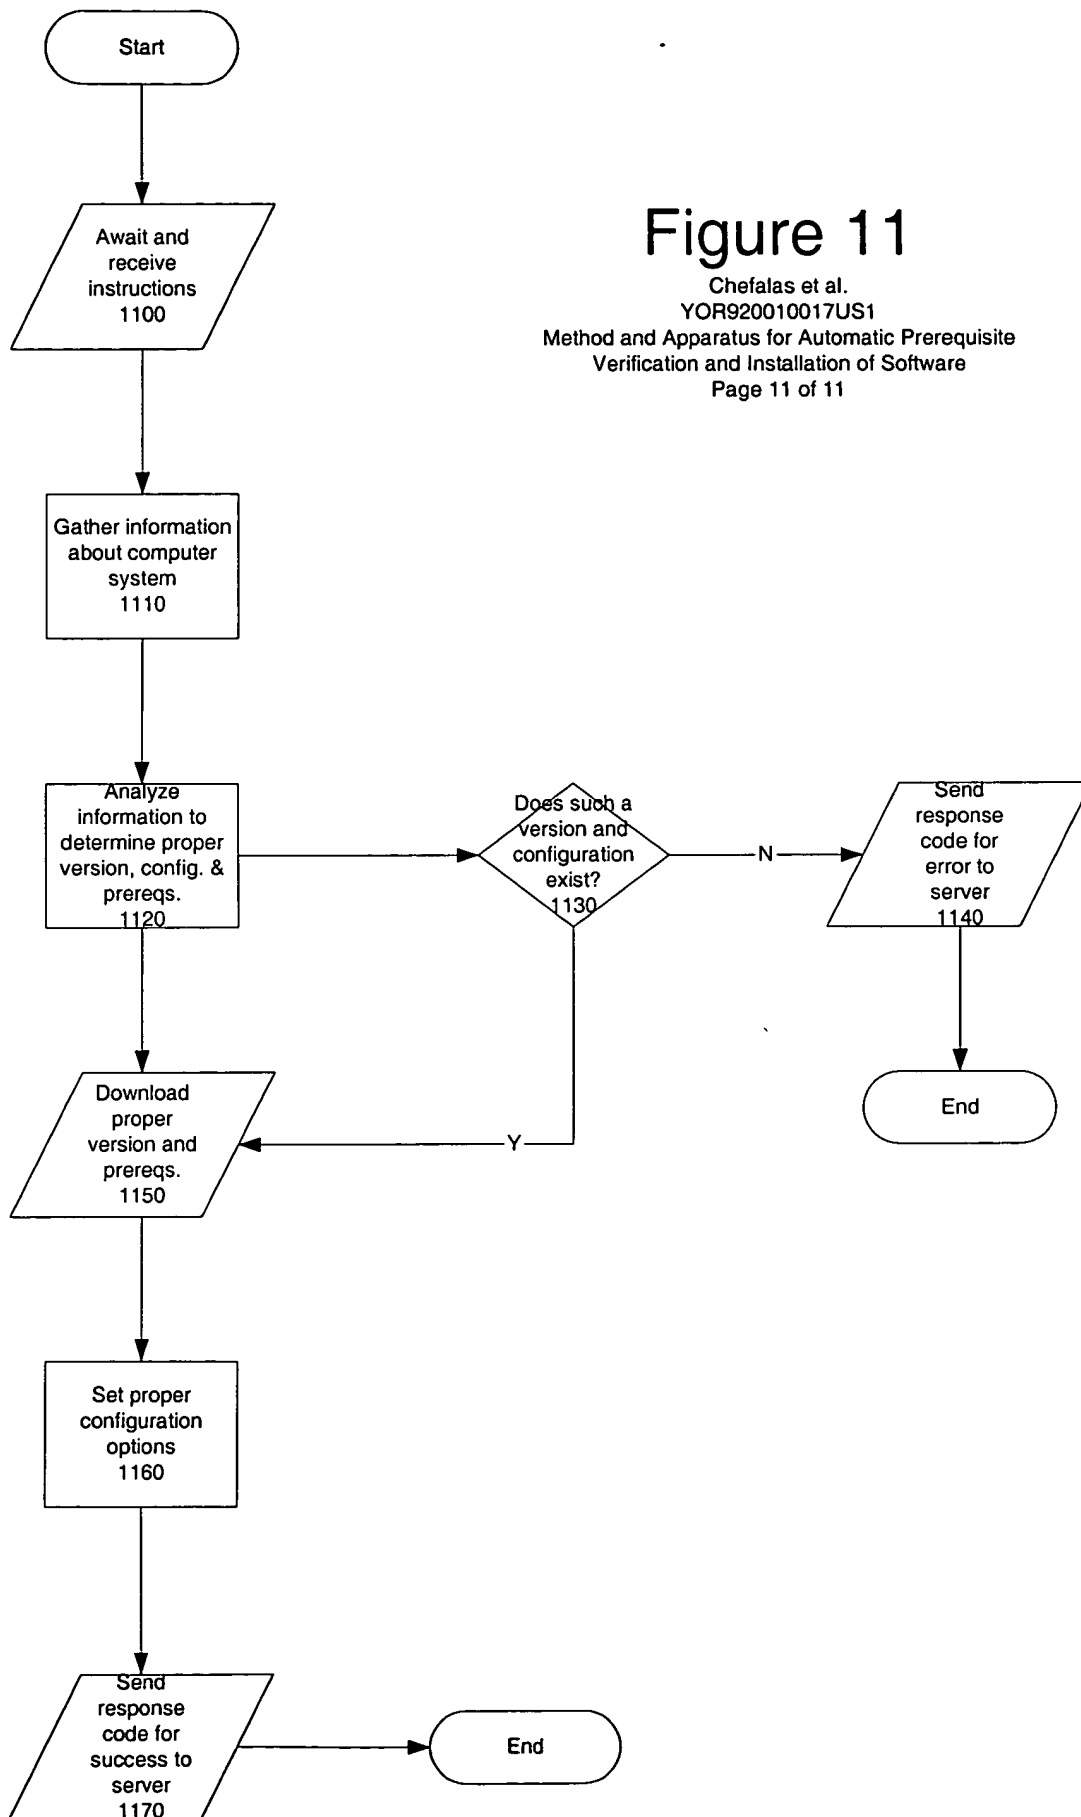 Start
Figure 11
Chefalas et al.
YOR920010017US1
Method and Apparatus for Automatic Prerequisite
Verification and Installation of Software
Page 11 of 11
Await and
receive
instructions
1100
Gather information
about computer
system
1110
Analyze
information to
determine proper
version, config. &
prereqs.
1120
Does such a
version and
configuration
exist?
1130
N
Send
response
code for
error to
server
1140
End
Y
Download
proper
version and
prereqs.
1150
Set proper
configuration
options
1160
Send
response
code for
success to
server
1170
End